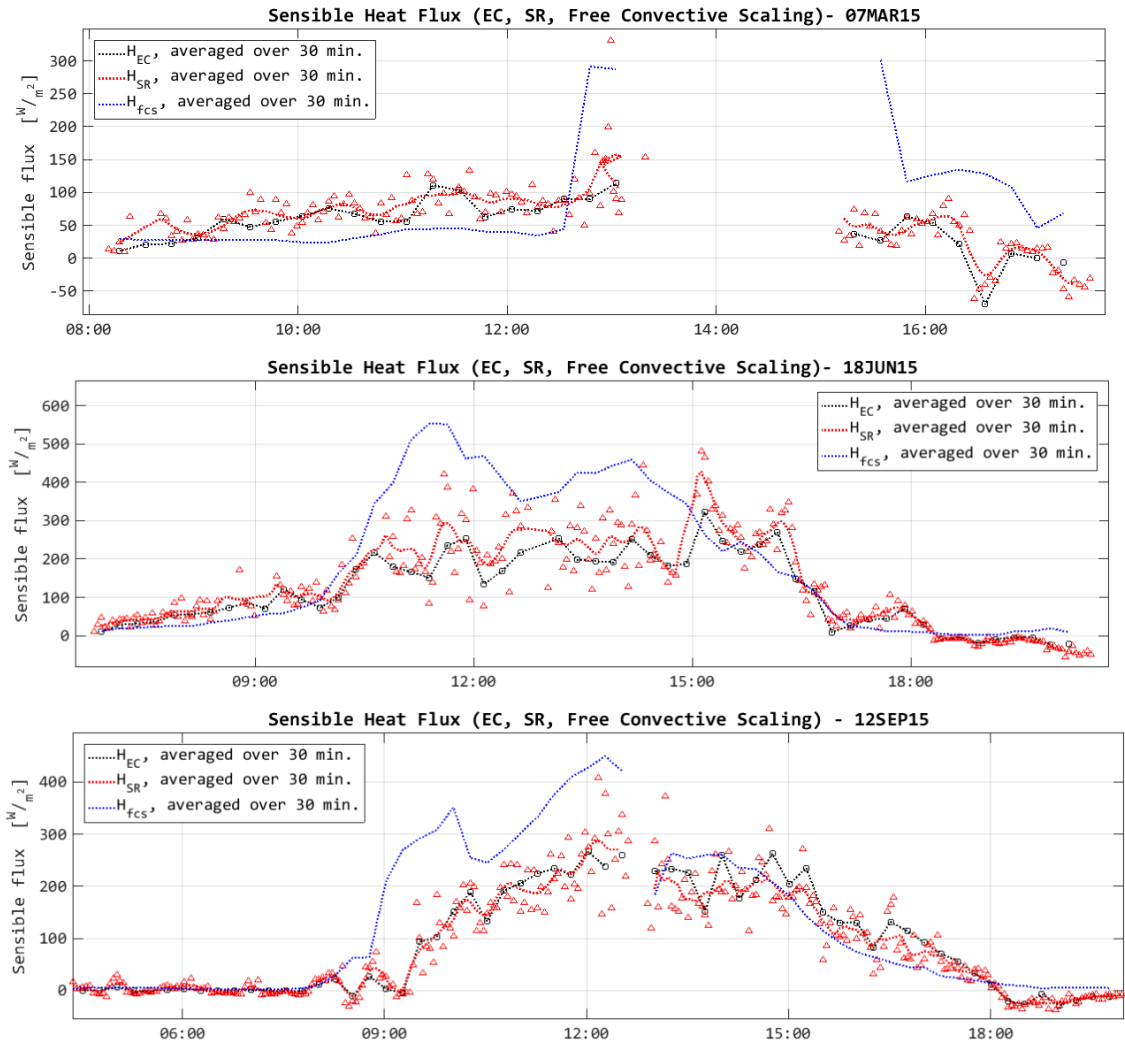 Sensible Heat Flux (EC, SR, Free Convective Scaling)- 07MAR15
H_EC, averaged over 30 min.
H_SR, averaged over 30 min.
H_fcs, averaged over 30 min.
Sensible flux [W/m²]
300
250
200
150
100
50
0
-50
08:00 10:00 12:00 14:00 16:00
Sensible Heat Flux (EC, SR, Free Convective Scaling)- 18JUN15
H_EC, averaged over 30 min.
H_SR, averaged over 30 min.
H_fcs, averaged over 30 min.
Sensible flux [W/m²]
600
500
400
300
200
100
0
09:00 12:00 15:00 18:00
Sensible Heat Flux (EC, SR, Free Convective Scaling) - 12SEP15
H_EC, averaged over 30 min.
H_SR, averaged over 30 min.
H_fcs, averaged over 30 min.
Sensible flux [W/m²]
400
300
200
100
0
06:00 09:00 12:00 15:00 18:00